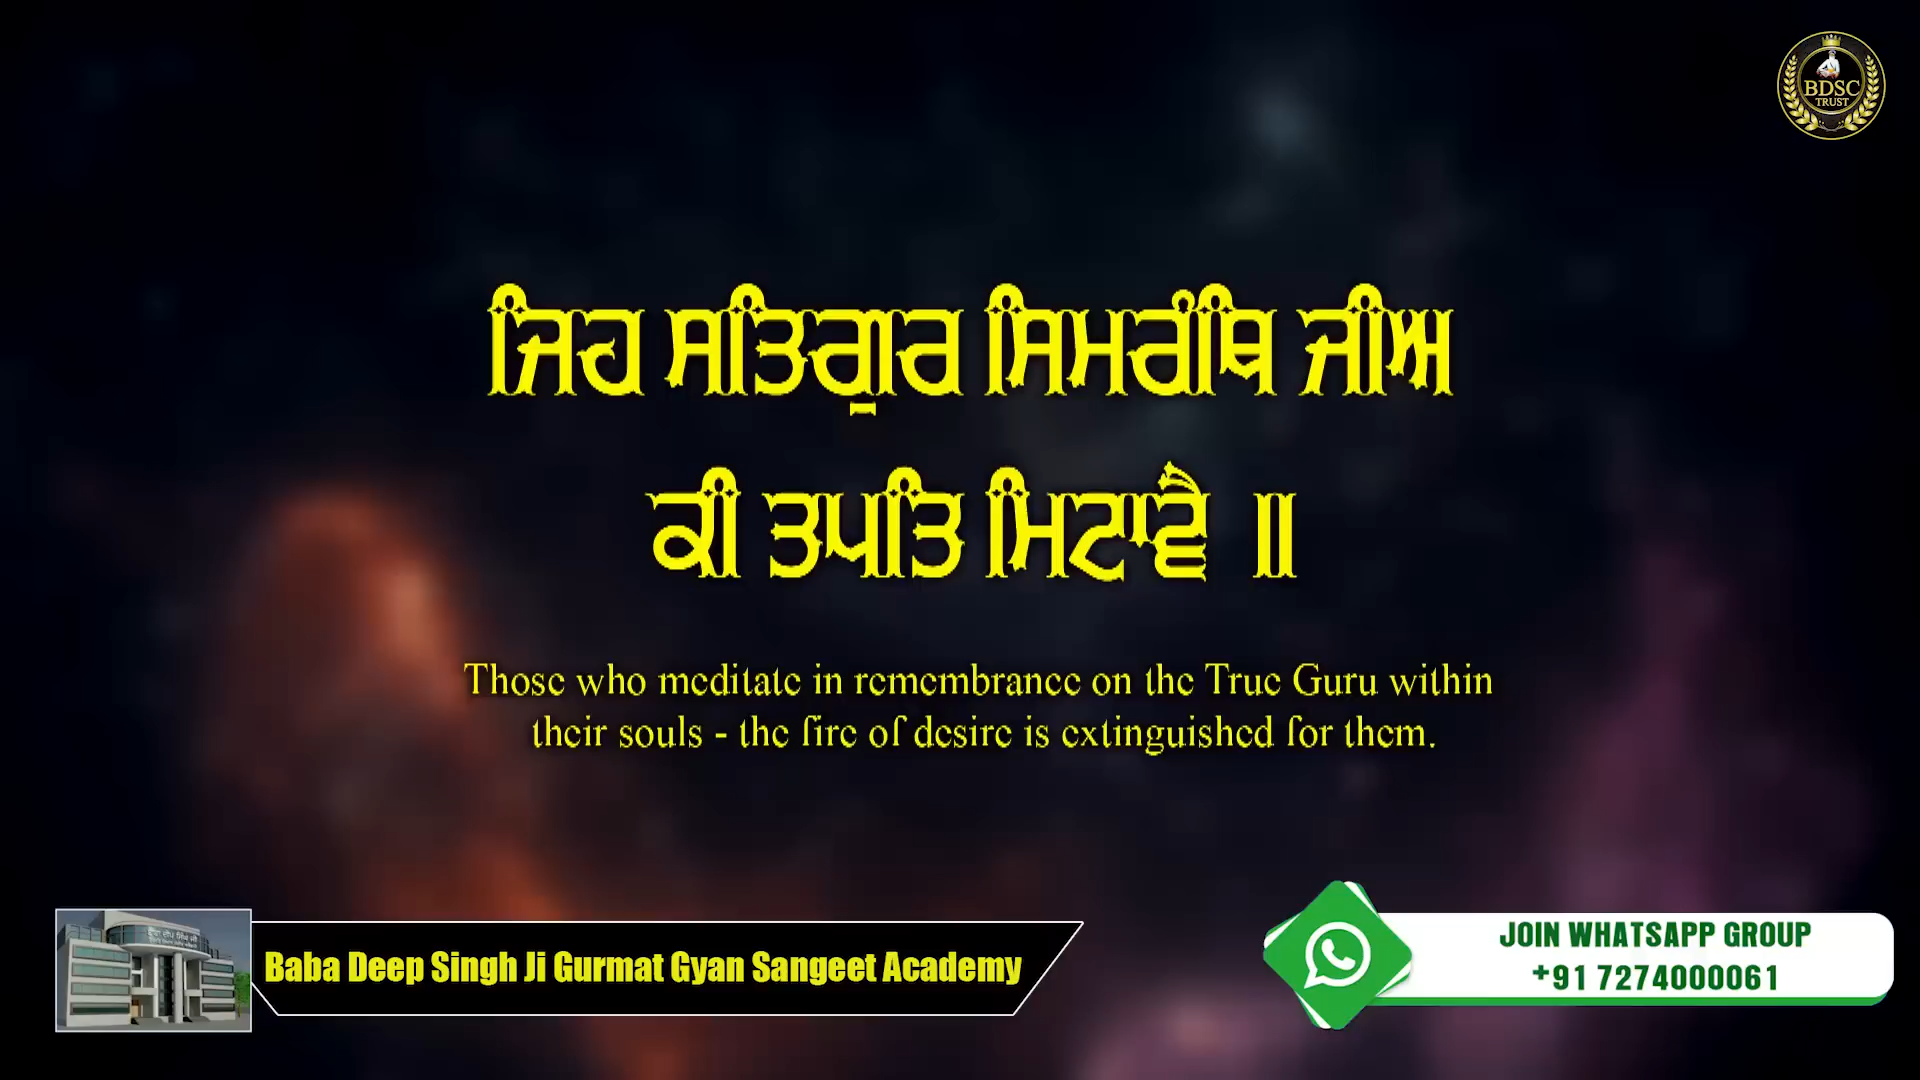 BDSC
TRUST
ਜਿਹ ਸਤਿਗੁਰ ਸਿਮਰੰਥਿ ਜੀਅ
ਕੀ ਤਪਤਿ ਮਿਟਾਵੈ ॥
Those who meditate in remembrance on the True Guru within
their souls - the fire of desire is extinguished for them.
Baba Deep Singh Ji Gurmat Gyan Sangeet Academy
JOIN WHATSAPP GROUP
+91 7274000061